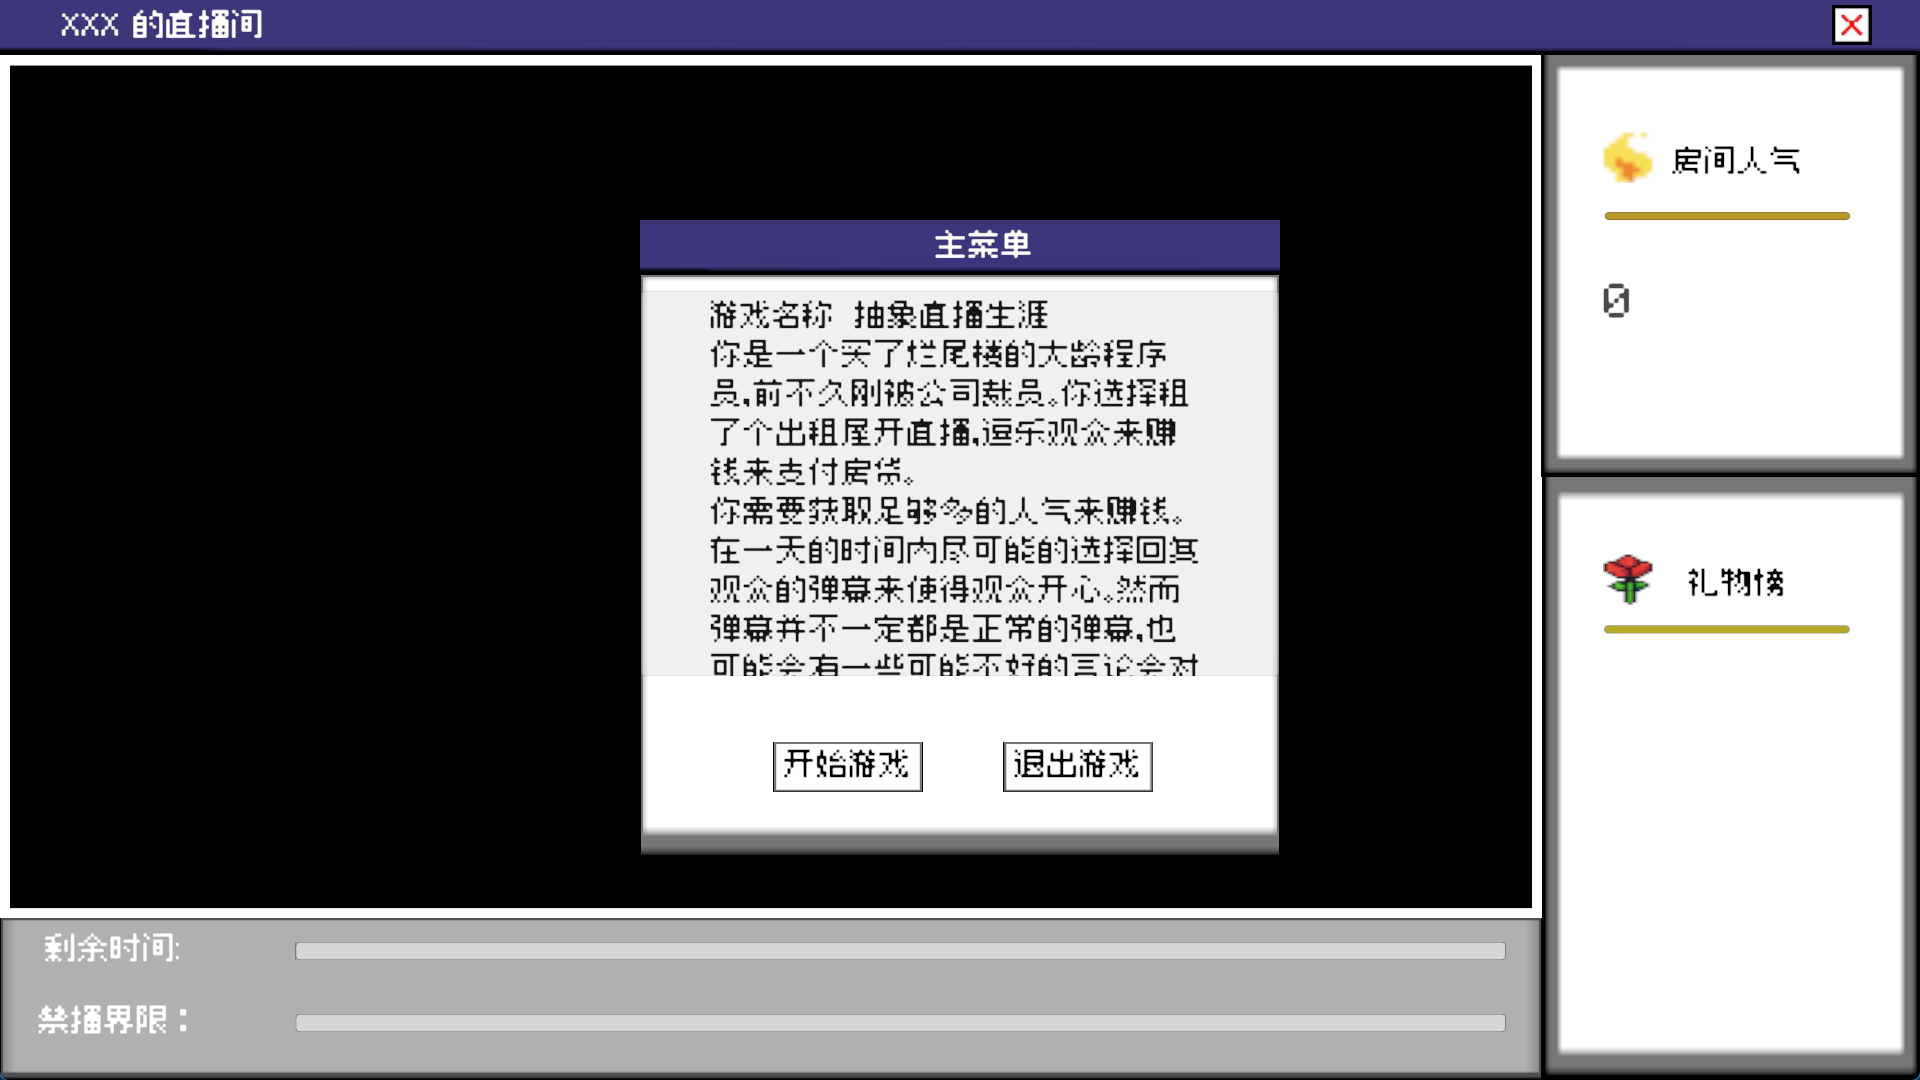 XXX 的直播间
主菜单
游戏名称 抽象直播生涯
你是一个买了烂尾楼的大龄程序
员,前不久刚被公司裁员。你选择租
了个出租屋开直播,逗乐观众来赚
钱来支付房贷。
你需要获取足够多的人气来赚钱。
在一天的时间内尽可能的选择回复
观众的弹幕来使得观众开心。然而
弹幕并不一定都是正常的弹幕,也
可能会有一些可能不好的言论会对
开始游戏
退出游戏
房间人气
0
礼物榜
剩余时间:
禁播界限：